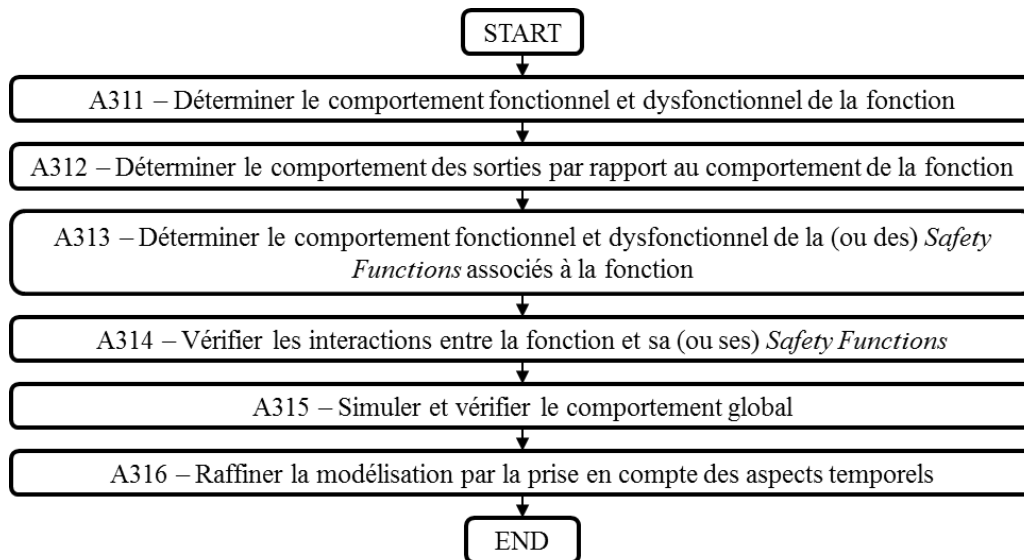 START
A311 – Déterminer le comportement fonctionnel et dysfonctionnel de la fonction
A312 – Déterminer le comportement des sorties par rapport au comportement de la fonction
A313 – Déterminer le comportement fonctionnel et dysfonctionnel de la (ou des) Safety
Functions associés à la fonction
A314 – Vérifier les interactions entre la fonction et sa (ou ses) Safety Functions
A315 – Simuler et vérifier le comportement global
A316 – Raffiner la modélisation par la prise en compte des aspects temporels
END